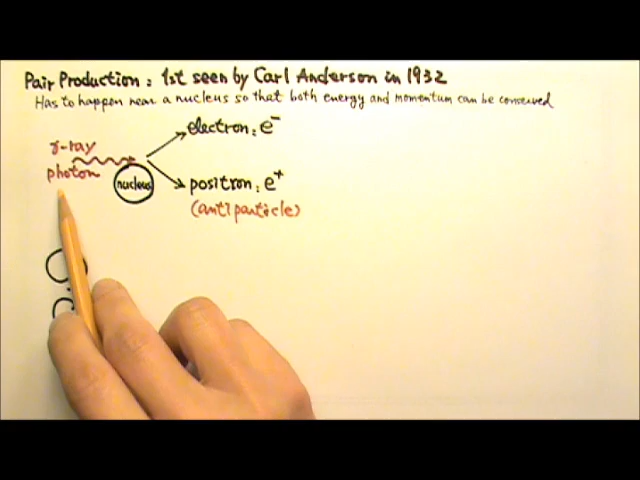 Pair Production : 1st seen by Carl Anderson in 1932
Has to happen near a nucleus so that both energy and momentum can be conserved
electron : e⁻
γ-ray
photon
nucleus
positron : e⁺
(antiparticle)